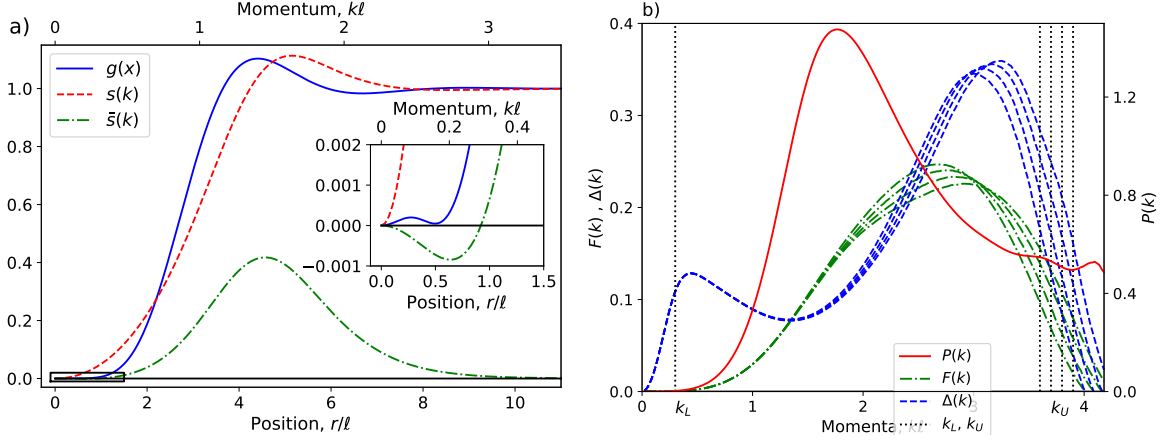 a)
Momentum, kℓ
0 1 2 3
g(x)
s(k)
s̄(k)
1.0
0.8
0.6
0.4
0.2
0.0
0 2 4 6 8 10
Position, r/ℓ
Momentum, kℓ
0.0 0.2 0.4
0.002
0.001
0.000
−0.001
0.0 0.5 1.0 1.5
Position, r/ℓ
b)
0.4
0.3
0.2
0.1
0.0
F(k) , Δ(k)
1.2
0.8
0.4
0.0
P(k)
P(k)
F(k)
Δ(k)
k_L, k_U
0 1 2 3 4
k_L k_U
Momenta, kℓ